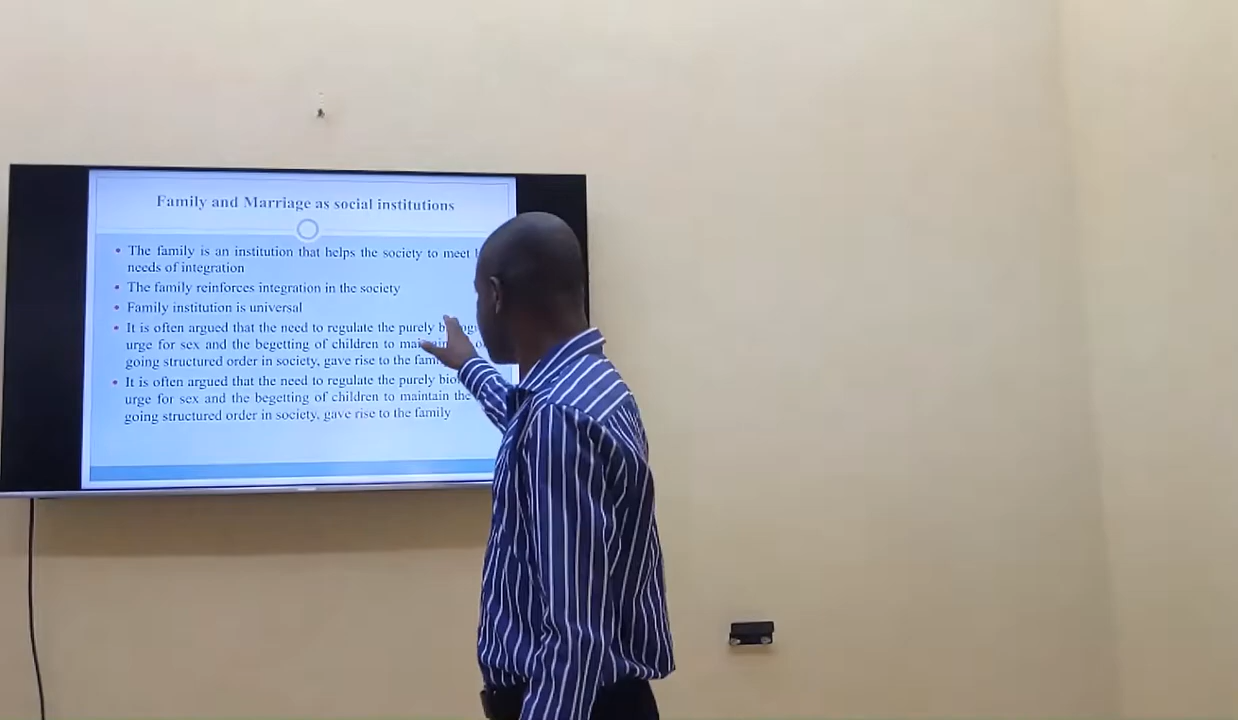 Family and Marriage as social institutions
• The family is an institution that helps the society to meet
needs of integration
• The family reinforces integration in the society
• Family institution is universal
• It is often argued that the need to regulate the purely
urge for sex and the begetting of children to maintain
going structured order in society, gave rise to the
• It is often argued that the need to regulate the purely
urge for sex and the begetting of children to maintain the
going structured order in society, gave rise to the family